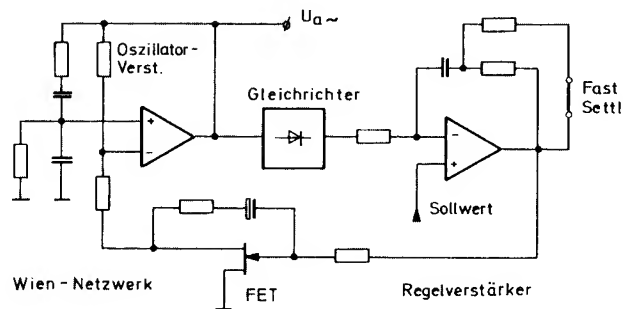 Ua~
Oszillator-
Verst.
Gleichrichter
Fast
Settl
+
-
-
+
Sollwert
Wien-Netzwerk
FET
Regelverstärker